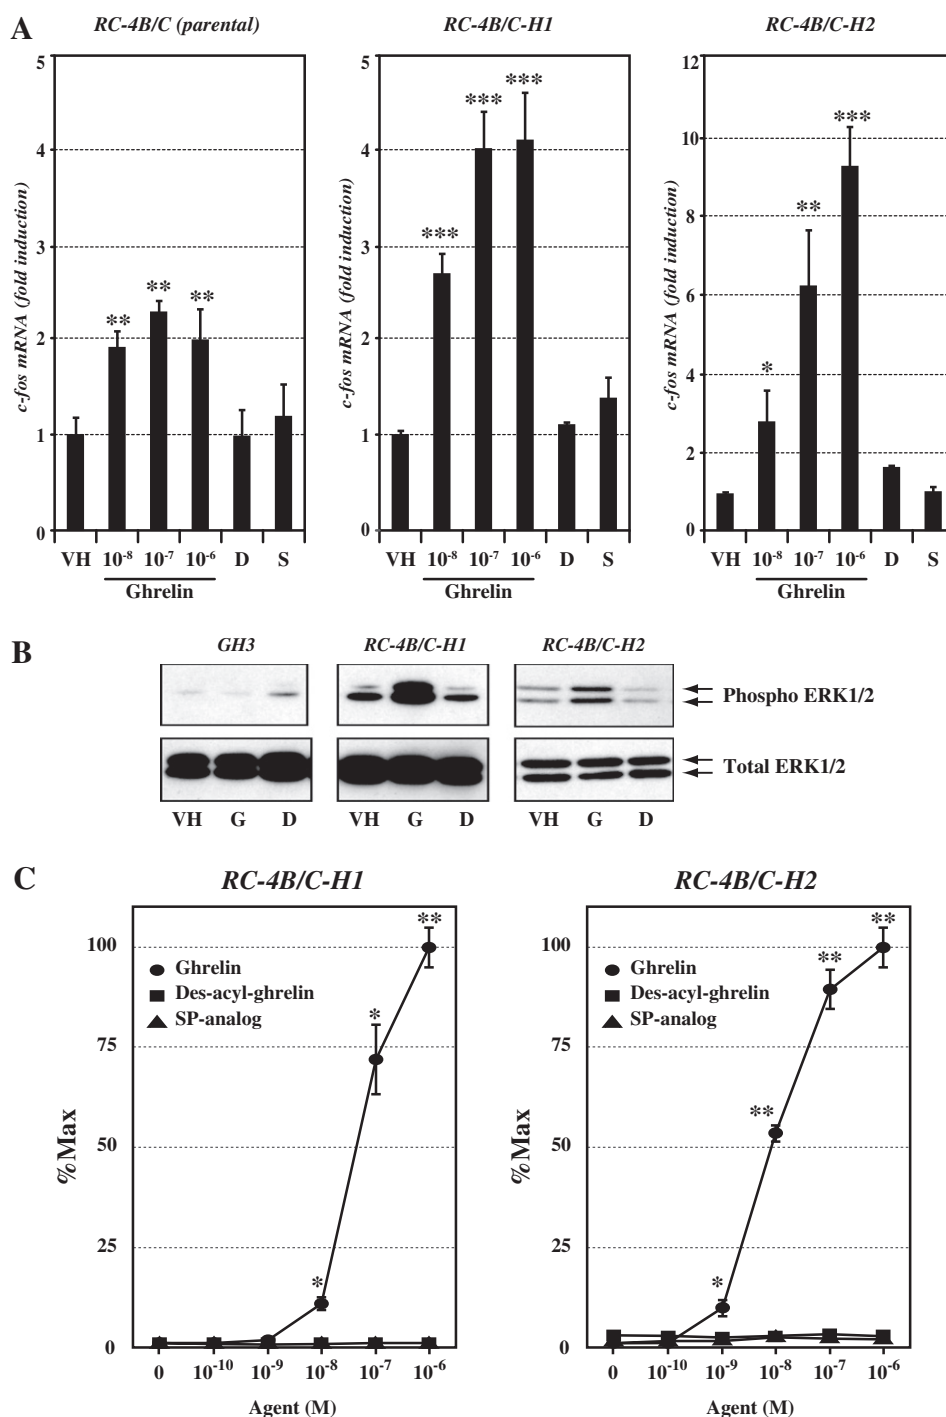 A
RC-4B/C (parental)
RC-4B/C-H1
RC-4B/C-H2
c-fos mRNA (fold induction)
5
4
3
2
1
0
** ** **
VH 10-8 10-7 10-6 D S
Ghrelin
c-fos mRNA (fold induction)
5
4
3
2
1
0
*** *** ***
VH 10-8 10-7 10-6 D S
Ghrelin
c-fos mRNA (fold induction)
12
10
8
6
4
2
0
* ** ***
VH 10-8 10-7 10-6 D S
Ghrelin
B
GH3
RC-4B/C-H1
RC-4B/C-H2
Phospho ERK1/2
Total ERK1/2
VH G D
VH G D
VH G D
C
RC-4B/C-H1
%Max
100
75
50
25
0
Ghrelin
Des-acyl-ghrelin
SP-analog
* * **
0 10-10 10-9 10-8 10-7 10-6
Agent (M)
RC-4B/C-H2
%Max
100
75
50
25
0
Ghrelin
Des-acyl-ghrelin
SP-analog
* ** ** **
0 10-10 10-9 10-8 10-7 10-6
Agent (M)